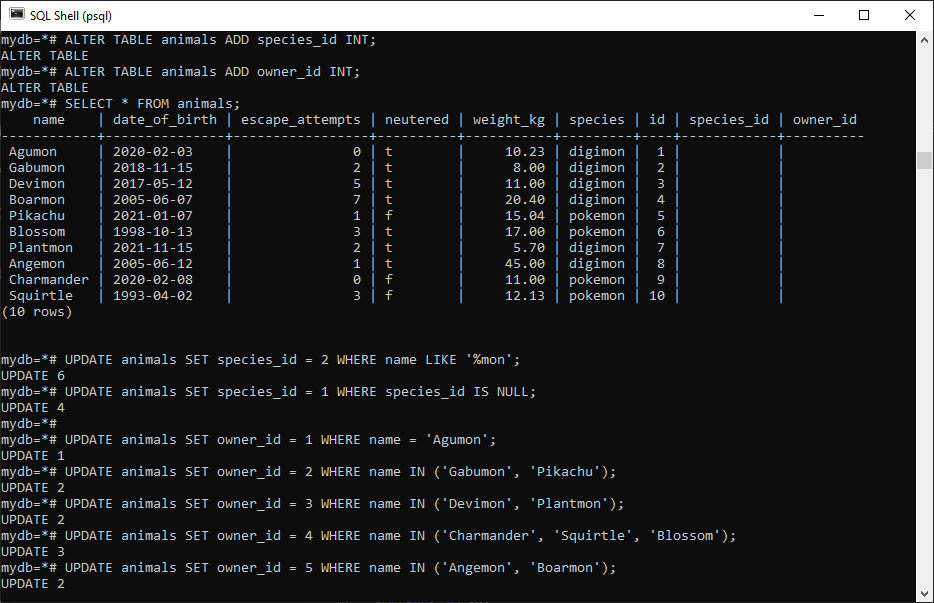 SQL Shell (psql)
mydb=*# ALTER TABLE animals ADD species_id INT;
ALTER TABLE
mydb=*# ALTER TABLE animals ADD owner_id INT;
ALTER TABLE
mydb=*# SELECT * FROM animals;
    name    | date_of_birth | escape_attempts | neutered | weight_kg | species | id | species_id | owner_id
------------+---------------+-----------------+----------+-----------+---------+----+------------+----------
 Agumon     | 2020-02-03    |               0 | t        |     10.23 | digimon |  1 |            |
 Gabumon    | 2018-11-15    |               2 | t        |      8.00 | digimon |  2 |            |
 Devimon    | 2017-05-12    |               5 | t        |     11.00 | digimon |  3 |            |
 Boarmon    | 2005-06-07    |               7 | t        |     20.40 | digimon |  4 |            |
 Pikachu    | 2021-01-07    |               1 | f        |     15.04 | pokemon |  5 |            |
 Blossom    | 1998-10-13    |               3 | t        |     17.00 | pokemon |  6 |            |
 Plantmon   | 2021-11-15    |               2 | t        |      5.70 | digimon |  7 |            |
 Angemon    | 2005-06-12    |               1 | t        |     45.00 | digimon |  8 |            |
 Charmander | 2020-02-08    |               0 | f        |     11.00 | pokemon |  9 |            |
 Squirtle   | 1993-04-02    |               3 | f        |     12.13 | pokemon | 10 |            |
(10 rows)
mydb=*# UPDATE animals SET species_id = 2 WHERE name LIKE '%mon';
UPDATE 6
mydb=*# UPDATE animals SET species_id = 1 WHERE species_id IS NULL;
UPDATE 4
mydb=*#
mydb=*# UPDATE animals SET owner_id = 1 WHERE name = 'Agumon';
UPDATE 1
mydb=*# UPDATE animals SET owner_id = 2 WHERE name IN ('Gabumon', 'Pikachu');
UPDATE 2
mydb=*# UPDATE animals SET owner_id = 3 WHERE name IN ('Devimon', 'Plantmon');
UPDATE 2
mydb=*# UPDATE animals SET owner_id = 4 WHERE name IN ('Charmander', 'Squirtle', 'Blossom');
UPDATE 3
mydb=*# UPDATE animals SET owner_id = 5 WHERE name IN ('Angemon', 'Boarmon');
UPDATE 2